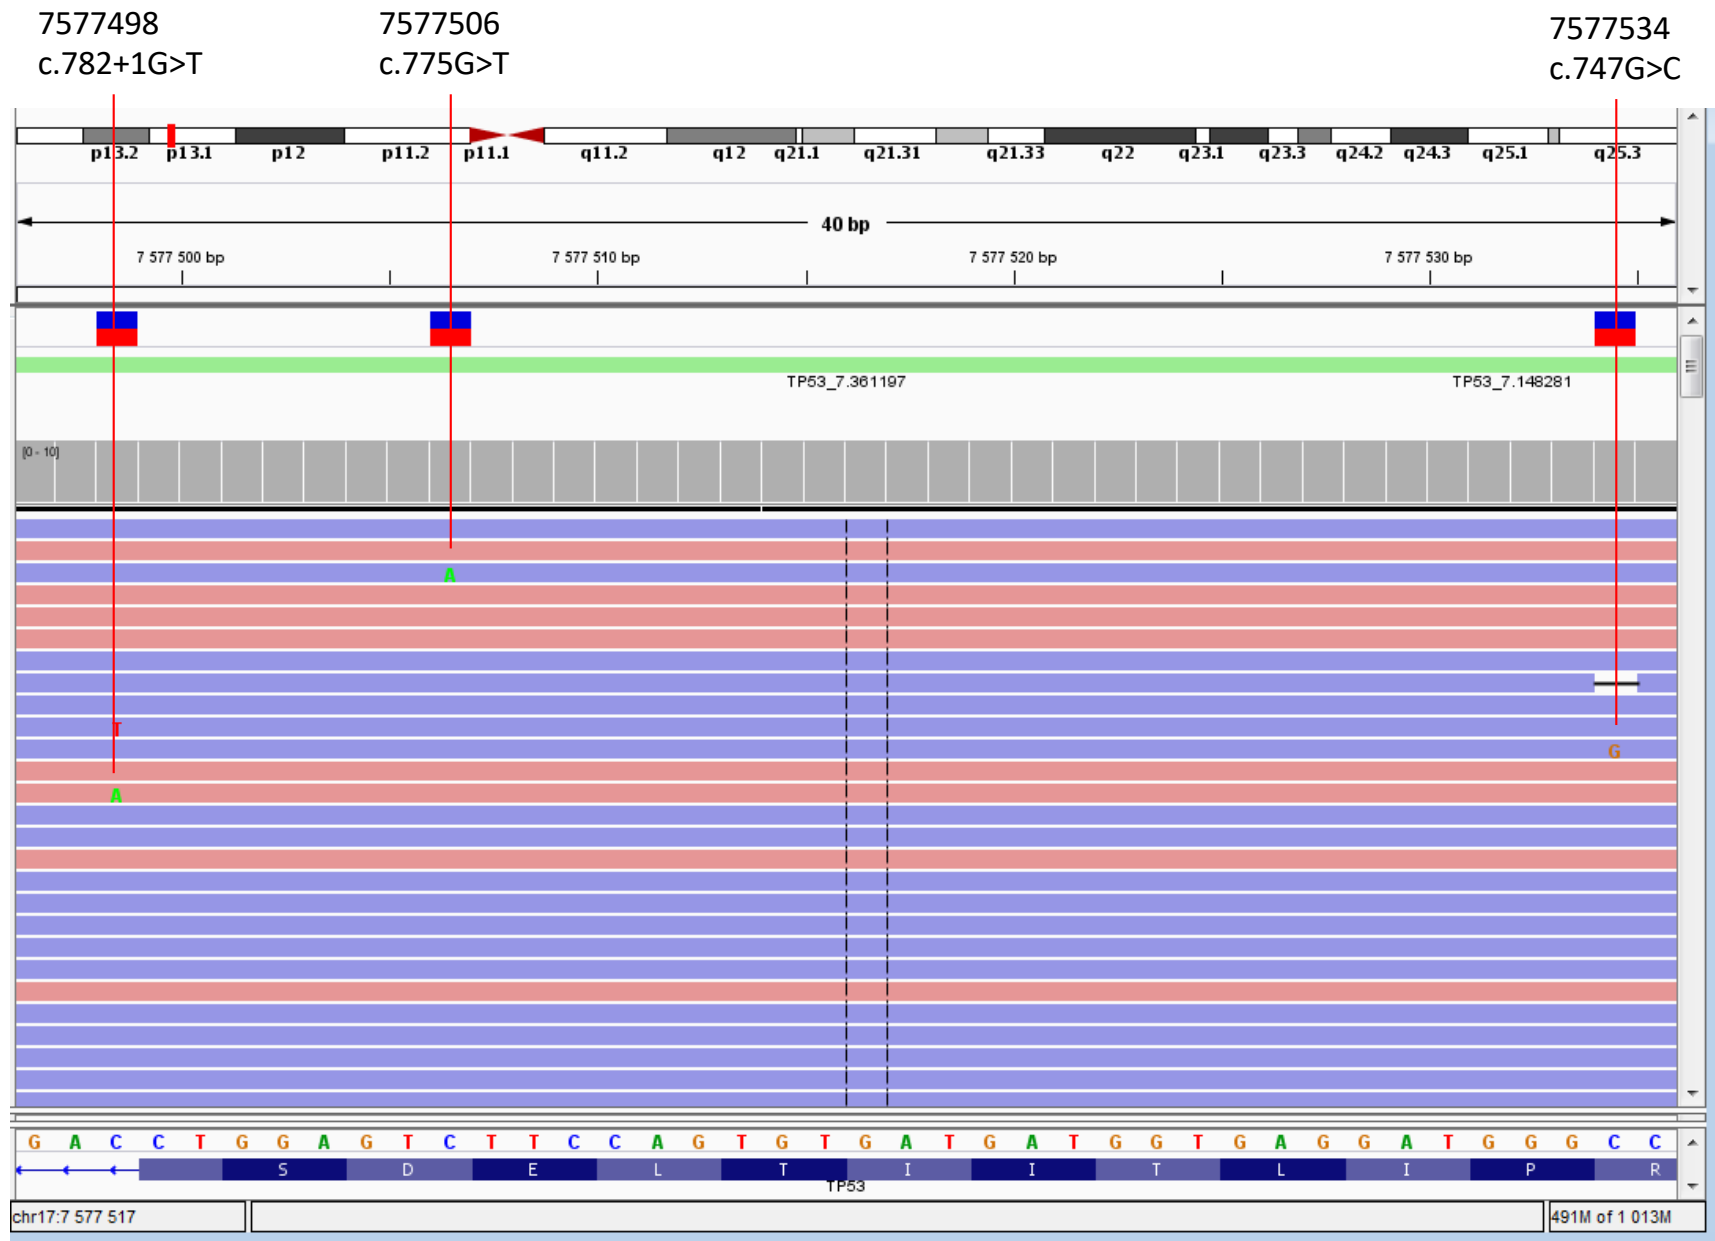 7577498
c.782+1G>T
7577506
c.775G>T
7577534
c.747G>C
p13.2 p13.1 p12 p11.2 p11.1 q11.2 q12 q21.1 q21.31 q21.33 q22 q23.1 q23.3 q24.2 q24.3 q25.1 q25.3
40 bp
7 577 500 bp 7 577 510 bp 7 577 520 bp 7 577 530 bp
TP53_7.361197 TP53_7.148281
[0 - 10]
A
T
G
A
G A C C T G G A G T C T T C C A G T G T G A T G A T G G T G A G G A T G G G C C
S D E L T I I T L I P R
TP53
chr17:7 577 517
491M of 1 013M